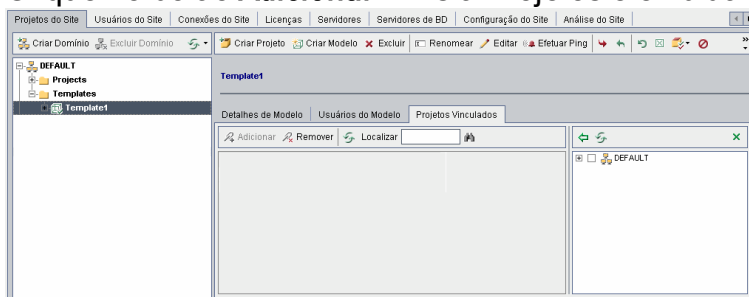 Projetos do Site Usuários do Site Conexões do Site Licenças Servidores Servidores de BD Configuração do Site Análise do Site
Criar Domínio Excluir Domínio Criar Projeto Criar Modelo Excluir Renomear Editar Efetuar Ping
DEFAULT
Projects
Templates
Template1
Template1
Detalhes de Modelo Usuários do Modelo Projetos Vinculados
Adicionar Remover Localizar
DEFAULT